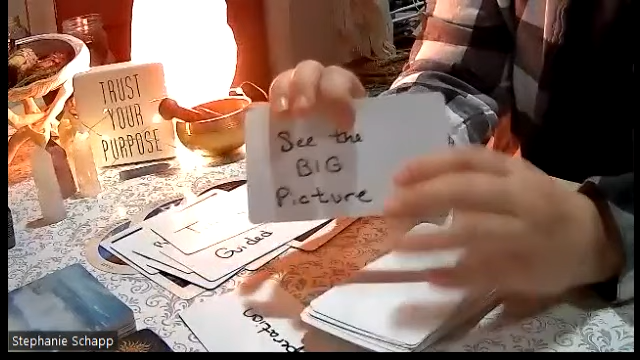 TRUST
YOUR
PURPOSE
See the
BIG
Picture
Guided
Stephanie Schapp